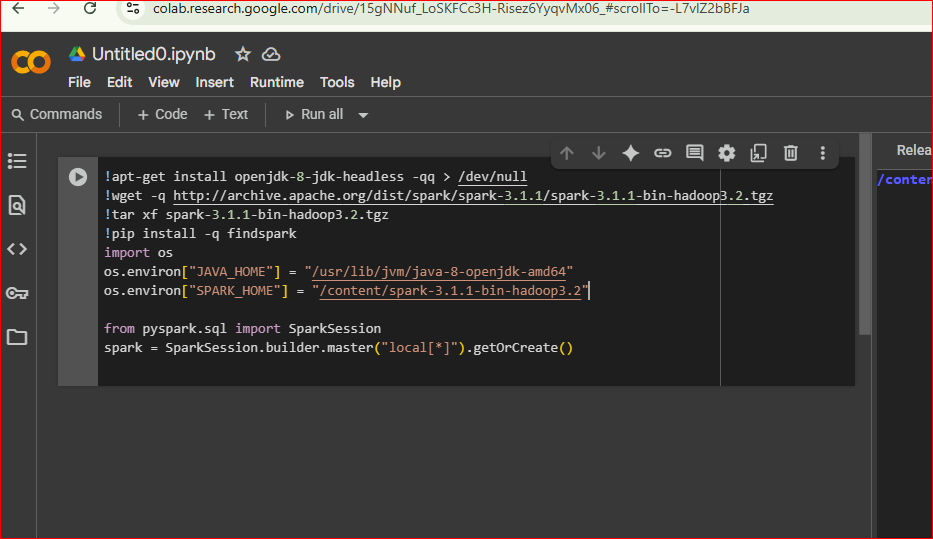 colab.research.google.com/drive/15gNNuf_LoSKFCc3H-Risez6YyqvMx06_#scrollTo=-L7vIZ2bBFJa
Untitled0.ipynb
File Edit View Insert Runtime Tools Help
Commands + Code + Text Run all
Relea
/conten
!apt-get install openjdk-8-jdk-headless -qq > /dev/null
!wget -q http://archive.apache.org/dist/spark/spark-3.1.1/spark-3.1.1-bin-hadoop3.2.tgz
!tar xf spark-3.1.1-bin-hadoop3.2.tgz
!pip install -q findspark
import os
os.environ["JAVA_HOME"] = "/usr/lib/jvm/java-8-openjdk-amd64"
os.environ["SPARK_HOME"] = "/content/spark-3.1.1-bin-hadoop3.2"
from pyspark.sql import SparkSession
spark = SparkSession.builder.master("local[*]").getOrCreate()